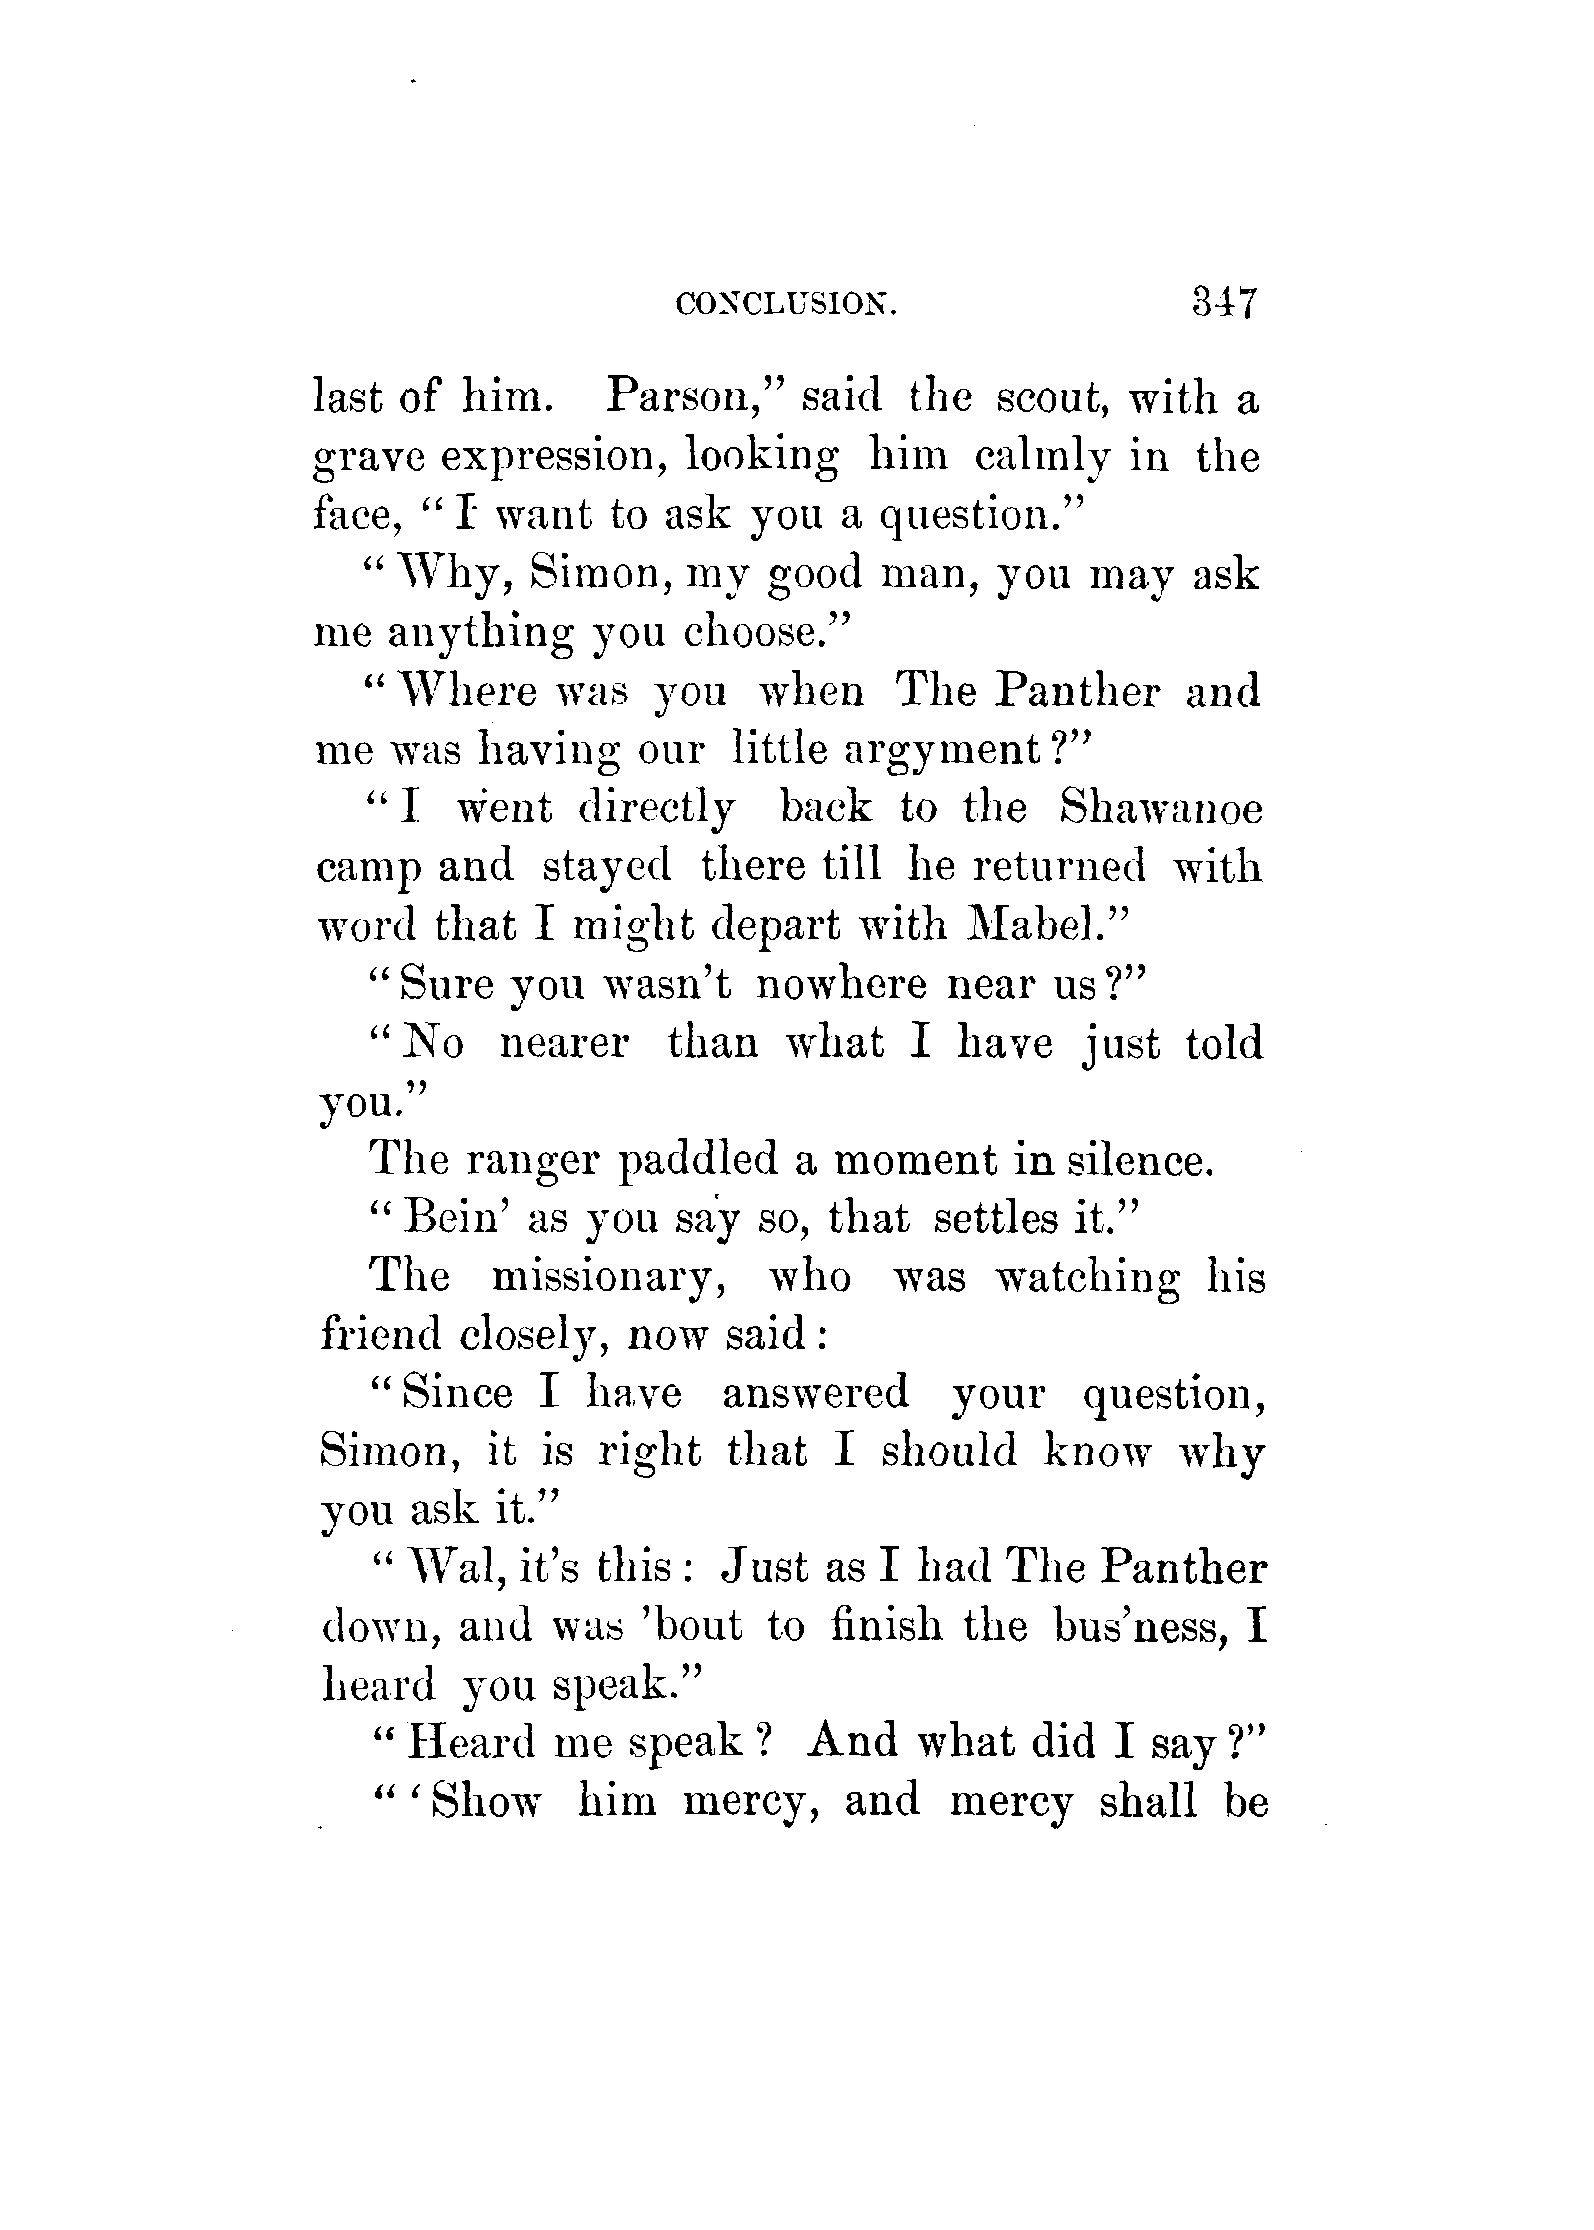 CONCLUSION. 347
last of him. Parson,” said the scout, with a
grave expression, looking him calmly in the
face, “ I want to ask you a question.”
“ Why, Simon, my good man, you may ask
me anything you choose.”
“ Where was you when The Panther and
me was having our little argyment ?”
“ I went directly back to the Shawanoe
camp and stayed there till he returned with
word that I might depart with Mabel.”
“ Sure you wasn’t nowhere near us ?”
“ No nearer than what I have just told
you.”
The ranger paddled a moment in silence.
“ Bein’ as you say so, that settles it.”
The missionary, who was watching his
friend closely, now said :
“ Since I have answered your question,
Simon, it is right that I should know why
you ask it.”
“ Wal, it’s this : Just as I had The Panther
down, and was ’bout to finish the bus’ness, I
heard you speak.”
“ Heard me speak ? And what did I say ?”
“ ‘ Show him mercy, and mercy shall be